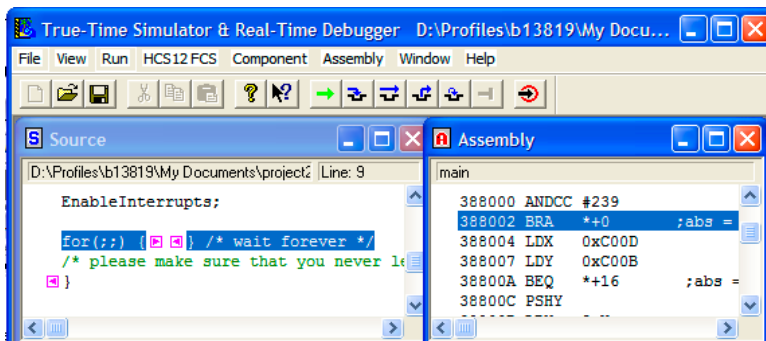 True-Time Simulator & Real-Time Debugger D:\Profiles\b13819\My Docu...
File View Run HCS12 FCS Component Assembly Window Help
S Source
D:\Profiles\b13819\My Documents\project2 Line: 9
EnableInterrupts;
for(;;) {} /* wait forever */
/* please make sure that you never le
}
A Assembly
main
388000 ANDCC #239
388002 BRA *+0 ;abs =
388004 LDX 0xC00D
388007 LDY 0xC00B
38800A BEQ *+16 ;abs =
38800C PSHY